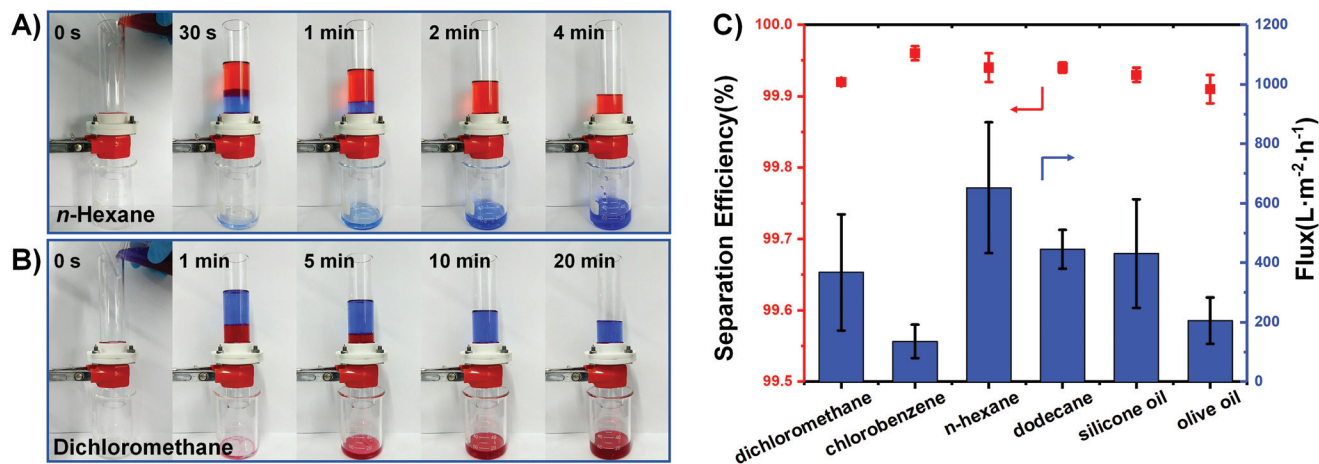 A)
0 s
30 s
1 min
2 min
4 min
n-Hexane
B)
0 s
1 min
5 min
10 min
20 min
Dichloromethane
C)
Separation Efficiency(%)
100.0
99.9
99.8
99.7
99.6
99.5
1200
1000
800
600
400
200
0
Flux(L·m⁻²·h⁻¹)
dichloromethane
chlorobenzene
n-hexane
dodecane
silicone oil
olive oil